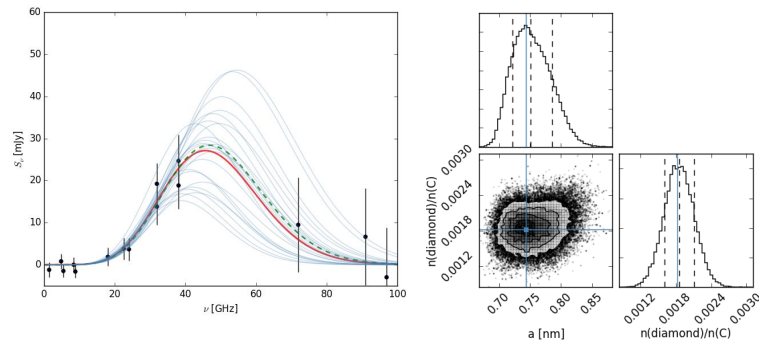 60
50
40
30
20
10
0
−10
S_ν [mJy]
0 20 40 60 80 100
ν [GHz]
0.0030
0.0024
0.0018
0.0012
n(diamond)/n(C)
0.70 0.75 0.80 0.85
a [nm]
0.0012 0.0018 0.0024 0.0030
n(diamond)/n(C)